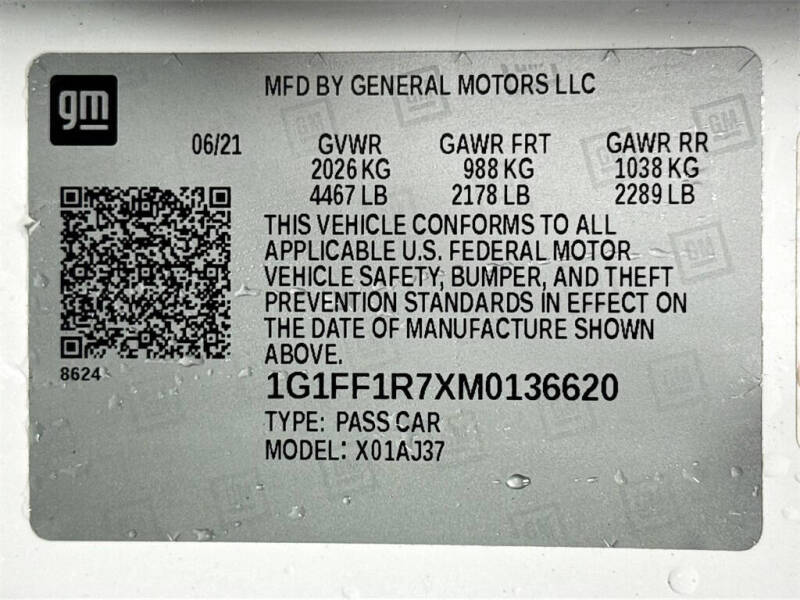 gm
MFD BY GENERAL MOTORS LLC
06/21 GVWR GAWR FRT GAWR RR
2026 KG 988 KG 1038 KG
4467 LB 2178 LB 2289 LB
THIS VEHICLE CONFORMS TO ALL
APPLICABLE U.S. FEDERAL MOTOR
VEHICLE SAFETY, BUMPER, AND THEFT
PREVENTION STANDARDS IN EFFECT ON
THE DATE OF MANUFACTURE SHOWN
ABOVE.
8624
1G1FF1R7XM0136620
TYPE: PASS CAR
MODEL: X01AJ37